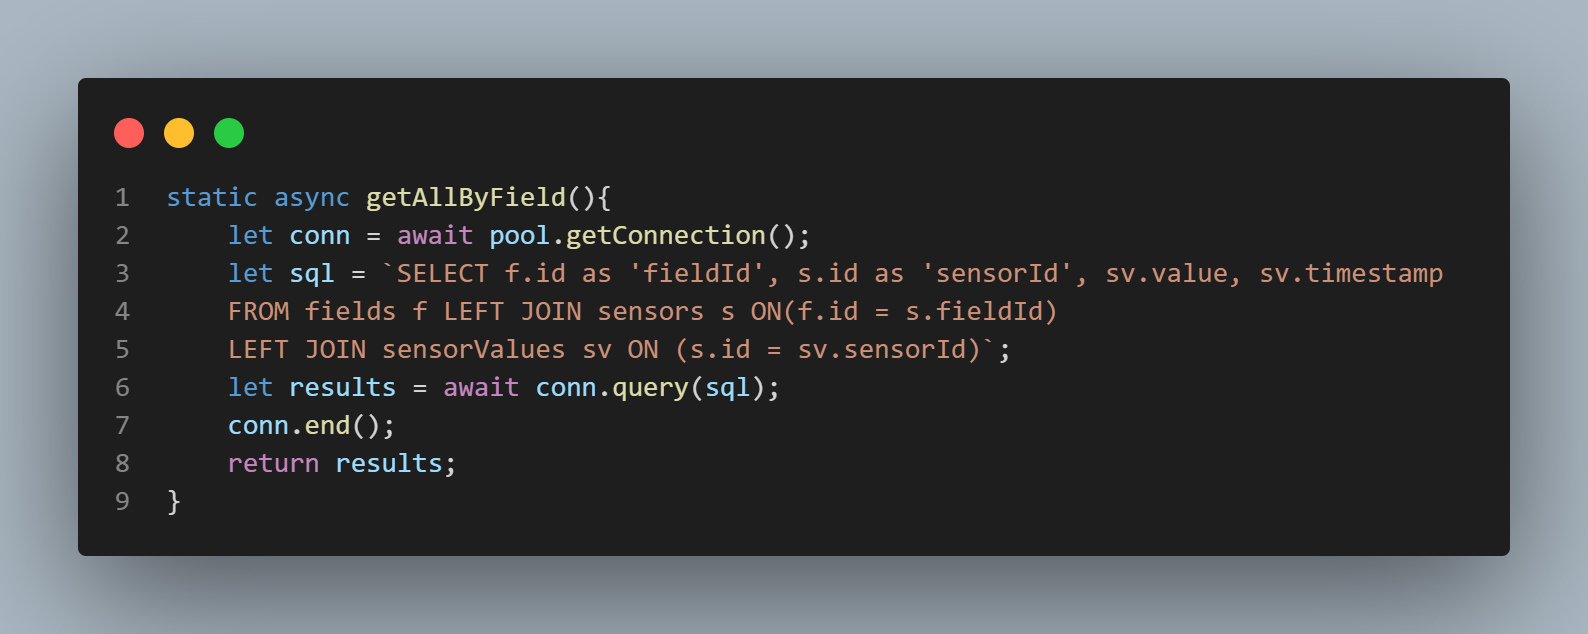 1 static async getAllByField(){
2     let conn = await pool.getConnection();
3     let sql = `SELECT f.id as 'fieldId', s.id as 'sensorId', sv.value, sv.timestamp
4     FROM fields f LEFT JOIN sensors s ON(f.id = s.fieldId)
5     LEFT JOIN sensorValues sv ON (s.id = sv.sensorId)`;
6     let results = await conn.query(sql);
7     conn.end();
8     return results;
9 }